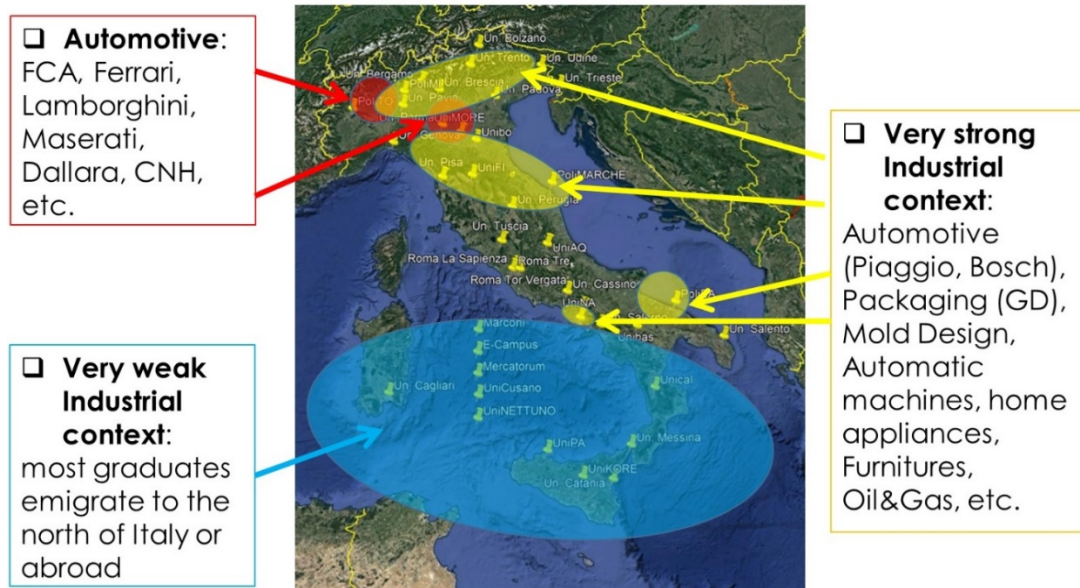 ❑ Automotive:
FCA, Ferrari,
Lamborghini,
Maserati,
Dallara, CNH,
etc.
❑ Very weak
Industrial
context:
most graduates
emigrate to the
north of Italy or
abroad
Un. Bolzano
Un. Trento
Un. Udine
Un. Bergamo
PoliMI
Un. Brescia
Un. Trieste
PoliTO
Un. Pavia
Un. Padova
Un. Parma
UniMORE
Un. Genova
Unibo
Un. Pisa
UniFI
PoliMARCHE
Un. Perugia
Un. Tuscia
UniAQ
Roma La Sapienza
Roma Tre
Roma Tor Vergata
Un. Cassino
PoliBA
UniNA
Un. Salerno
Unibas
Un. Salento
Marconi
E-Campus
Mercatorum
Un. Cagliari
UniCusano
Unical
UniNETTUNO
UniPA
Un. Messina
UniKORE
Un. Catania
❑ Very strong
Industrial
context:
Automotive
(Piaggio, Bosch),
Packaging (GD),
Mold Design,
Automatic
machines, home
appliances,
Furnitures,
Oil&Gas, etc.